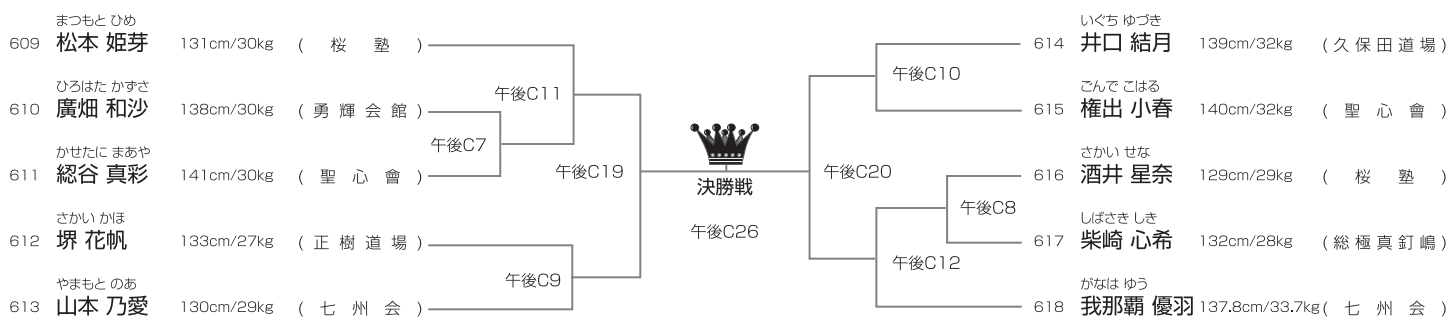 まつもと ひめ
609 松本 姫芽 131cm/30kg (桜塾)
ひろはた かずさ
610 廣畑 和沙 138cm/30kg (勇輝会館)
かせたに まあや
611 綛谷 真彩 141cm/30kg (聖心會)
さかい かほ
612 堺 花帆 133cm/27kg (正樹道場)
やまもと のあ
613 山本 乃愛 130cm/29kg (七州会)
午後C11
午後C7
午後C19
午後C9
決勝戦
午後C26
午後C10
午後C20
午後C8
午後C12
いぐち ゆづき
614 井口 結月 139cm/32kg (久保田道場)
ごんで こはる
615 権出 小春 140cm/32kg (聖心會)
さかい せな
616 酒井 星奈 129cm/29kg (桜塾)
しばさき しき
617 柴崎 心希 132cm/28kg (総極真釘嶋)
がなは ゆう
618 我那覇 優羽 137.8cm/33.7kg (七州会)